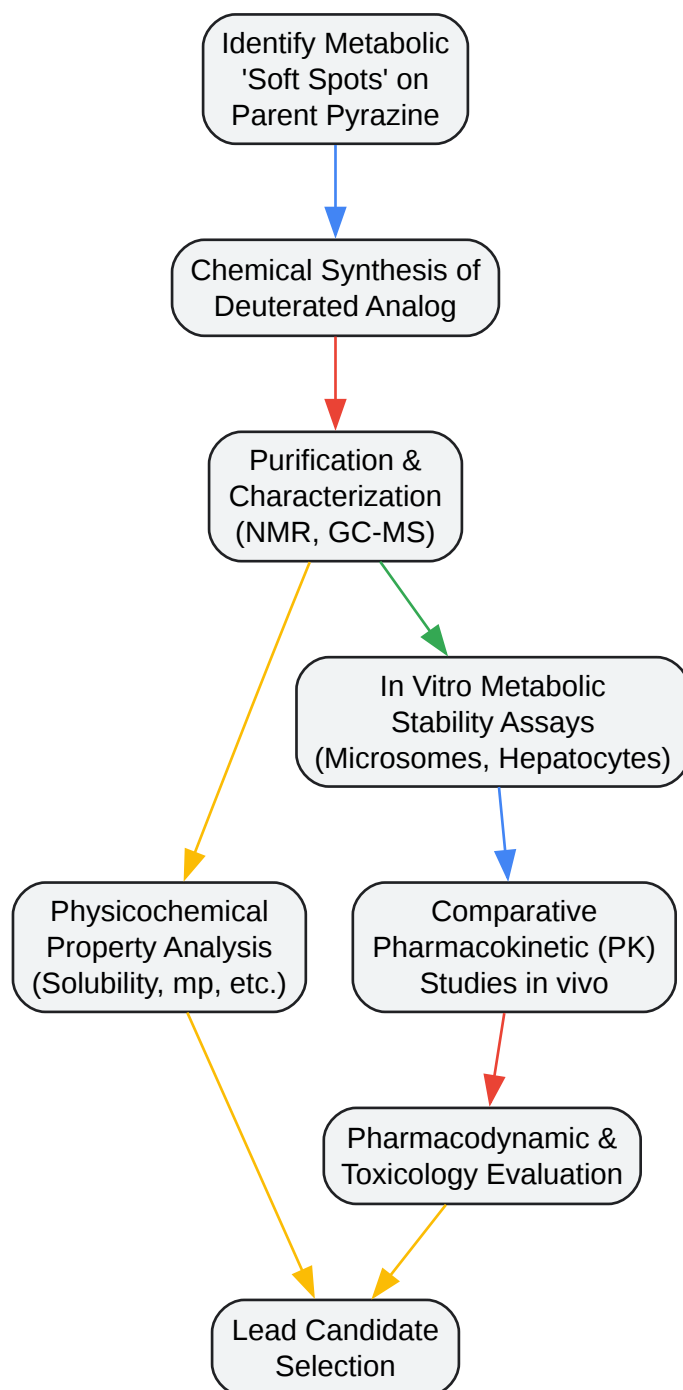 Identify Metabolic
'Soft Spots' on
Parent Pyrazine
Chemical Synthesis of
Deuterated Analog
Purification &
Characterization
(NMR, GC-MS)
In Vitro Metabolic
Stability Assays
(Microsomes, Hepatocytes)
Physicochemical
Property Analysis
(Solubility, mp, etc.)
Comparative
Pharmacokinetic (PK)
Studies in vivo
Pharmacodynamic &
Toxicology Evaluation
Lead Candidate
Selection